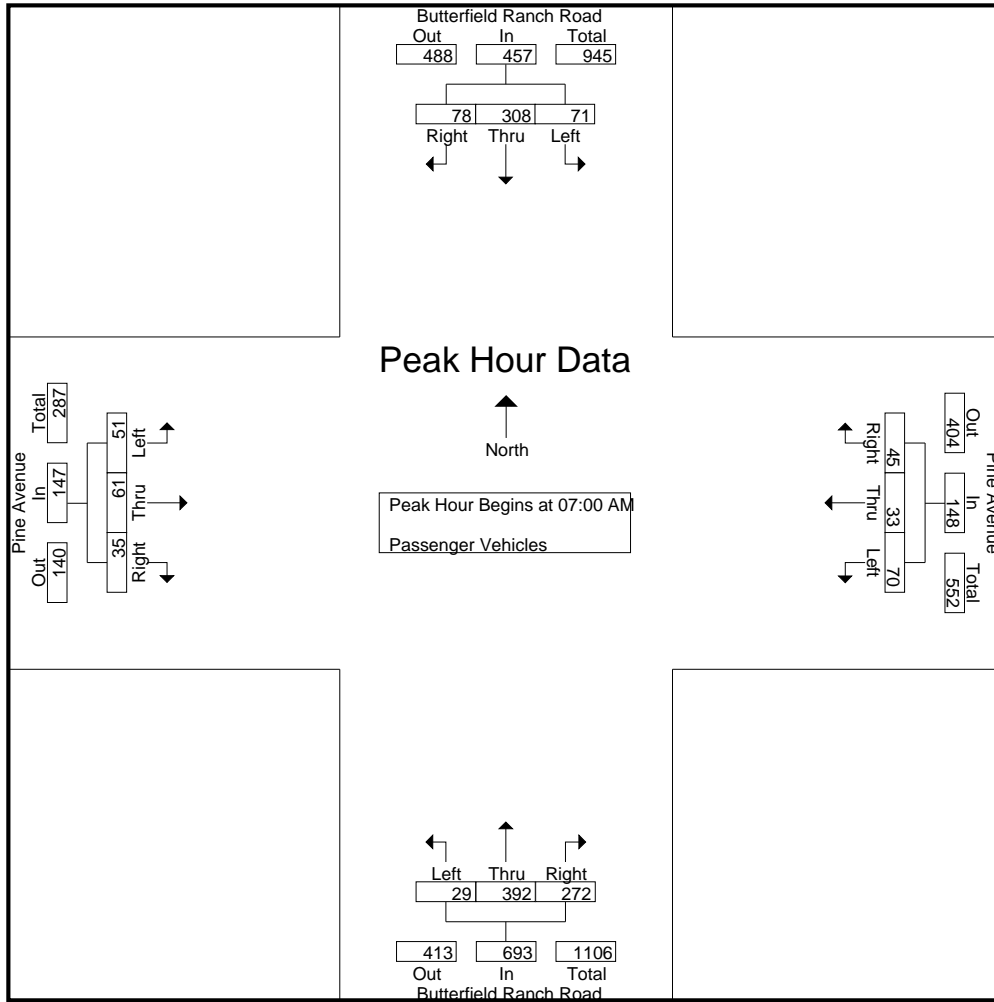 Butterfield Ranch Road
Out In Total
488 457 945
78 308 71
Right Thru Left
Peak Hour Data
North
Peak Hour Begins at 07:00 AM
Passenger Vehicles
Pine Avenue
Out In Total
140 147 287
51 61 35
Left Thru Right
Pine Avenue
Out In Total
404 148 552
45 33 70
Right Thru Left
Left Thru Right
29 392 272
413 693 1106
Out In Total
Butterfield Ranch Road